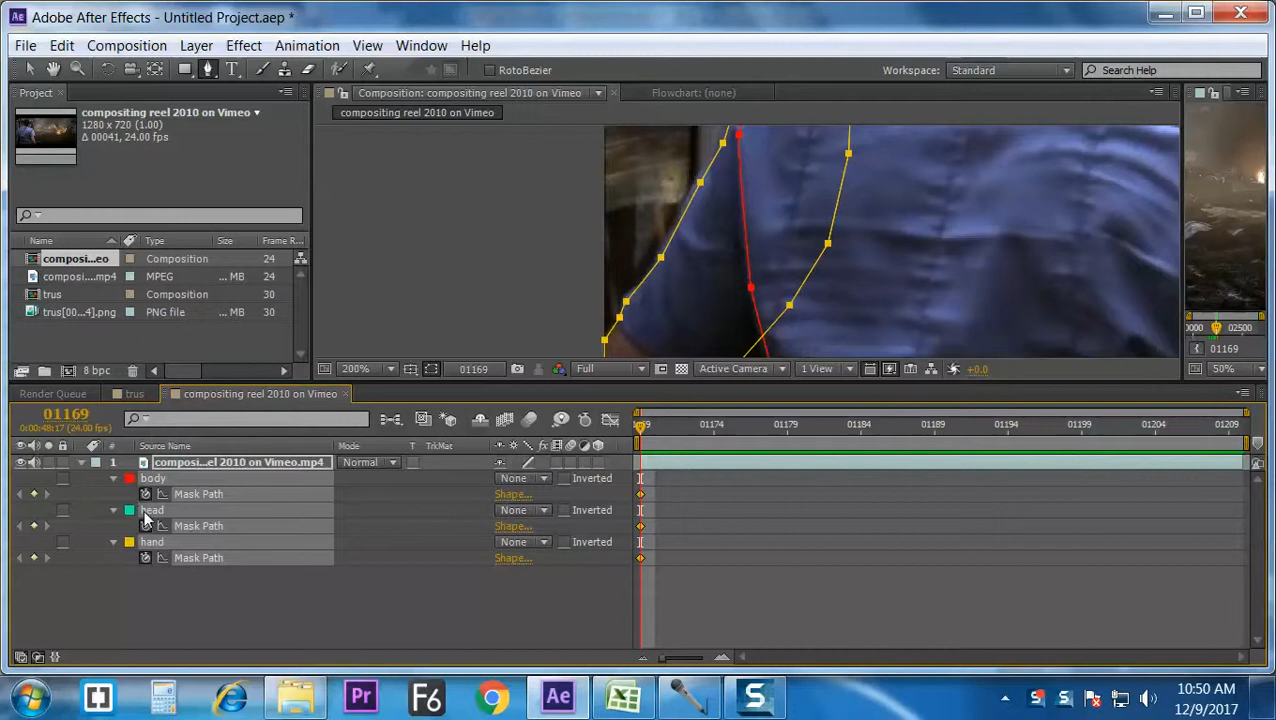 Adobe After Effects - Untitled Project.aep *
File Edit Composition Layer Effect Animation View Window Help
RotoBezier Workspace: Standard Search Help
Project Composition: compositing reel 2010 on Vimeo Flowchart: (none)
compositing reel 2010 on Vimeo
compositing reel 2010 on Vimeo
1280 x 720 (1.00)
Δ 00041, 24.00 fps
Name Type Size Frame R...
composi...eo Composition 24
composi....mp4 MPEG ... MB 24
trus Composition 30
trus[00...4].png PNG file ... MB 30
8 bpc
200% 01169 Full Active Camera 1 View +0.0
0000 02500
01169
50%
Render Queue trus compositing reel 2010 on Vimeo
01169
0:00:48:17 (24.00 fps)
01174 01179 01184 01189 01194 01199 01204 01209
# Source Name Mode T TrkMat
1 composi...el 2010 on Vimeo.mp4 Normal
body None Inverted
Mask Path Shape...
head None Inverted
Mask Path Shape...
hand None Inverted
Mask Path Shape...
Pr F6 Ae S
10:50 AM
12/9/2017